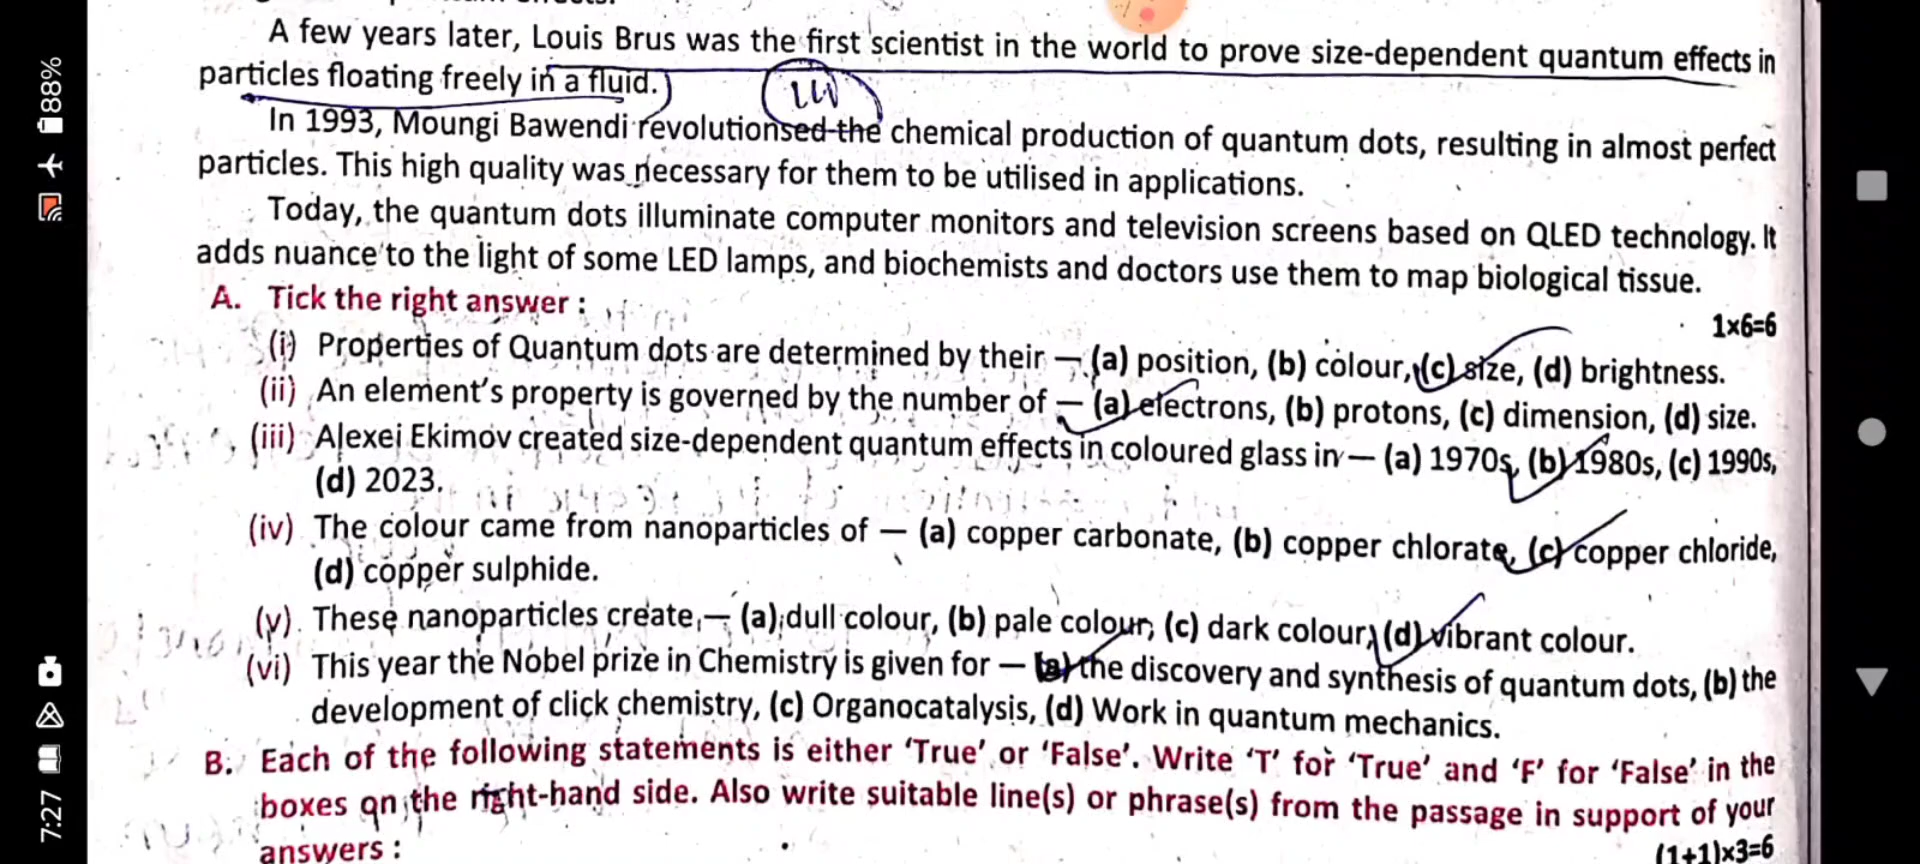 A few years later, Louis Brus was the first scientist in the world to prove size-dependent quantum effects in
particles floating freely in a fluid.
In 1993, Moungi Bawendi revolutionsed the chemical production of quantum dots, resulting in almost perfect
particles. This high quality was necessary for them to be utilised in applications.
Today, the quantum dots illuminate computer monitors and television screens based on QLED technology. It
adds nuance to the light of some LED lamps, and biochemists and doctors use them to map biological tissue.
A. Tick the right answer :
1×6=6
(i) Properties of Quantum dots are determined by their — (a) position, (b) colour, (c) size, (d) brightness.
(ii) An element's property is governed by the number of — (a) electrons, (b) protons, (c) dimension, (d) size.
(iii) Alexei Ekimov created size-dependent quantum effects in coloured glass in — (a) 1970s, (b) 1980s, (c) 1990s,
(d) 2023.
(iv) The colour came from nanoparticles of — (a) copper carbonate, (b) copper chlorate, (c) copper chloride,
(d) copper sulphide.
(v) These nanoparticles create — (a) dull colour, (b) pale colour, (c) dark colour, (d) vibrant colour.
(vi) This year the Nobel prize in Chemistry is given for — (a) the discovery and synthesis of quantum dots, (b) the
development of click chemistry, (c) Organocatalysis, (d) Work in quantum mechanics.
B. Each of the following statements is either 'True' or 'False'. Write 'T' for 'True' and 'F' for 'False' in the
boxes on the right-hand side. Also write suitable line(s) or phrase(s) from the passage in support of your
answers :
(1+1)×3=6
88%
7:27